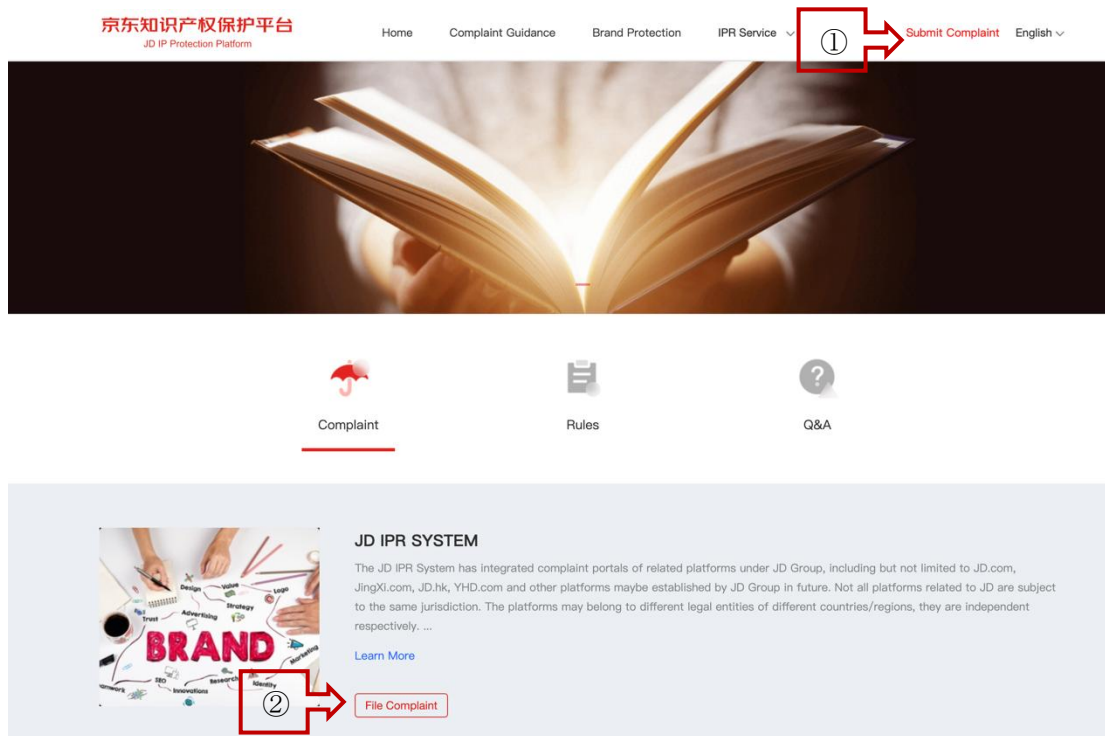 京东知识产权保护平台
JD IP Protection Platform
Home
Complaint Guidance
Brand Protection
IPR Service
①
Submit Complaint
English
Complaint
Rules
Q&A
JD IPR SYSTEM
The JD IPR System has integrated complaint portals of related platforms under JD Group, including but not limited to JD.com,
JingXi.com, JD.hk, YHD.com and other platforms maybe established by JD Group in future. Not all platforms related to JD are subject
to the same jurisdiction. The platforms may belong to different legal entities of different countries/regions, they are independent
respectively. ...
Learn More
②
File Complaint
Design
Value
Logo
Trust
Advertising
Strategy
BRAND
Marketing
SEO
Research
Identity
Innovations